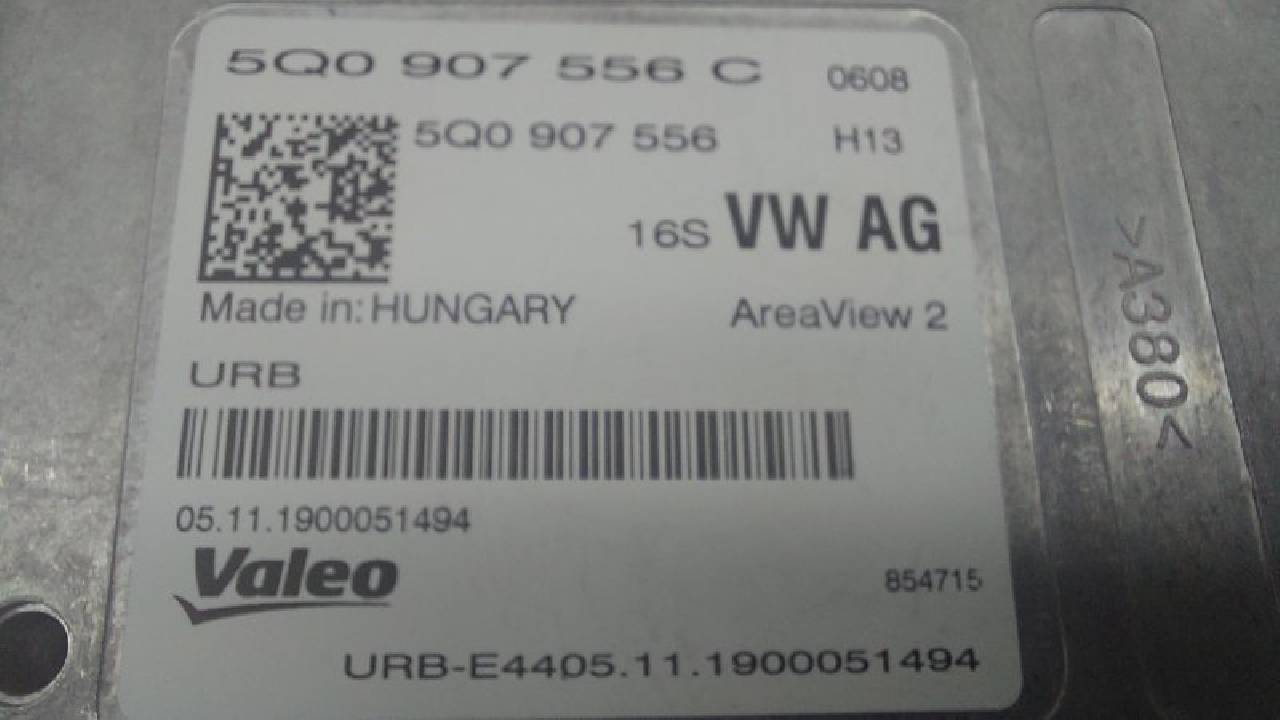 5Q0 907 556 C 0608
5Q0 907 556 H13
16S VW AG
Made in: HUNGARY AreaView 2
URB
05.11.1900051494
Valeo
854715
URB-E4405.11.1900051494
>A380<